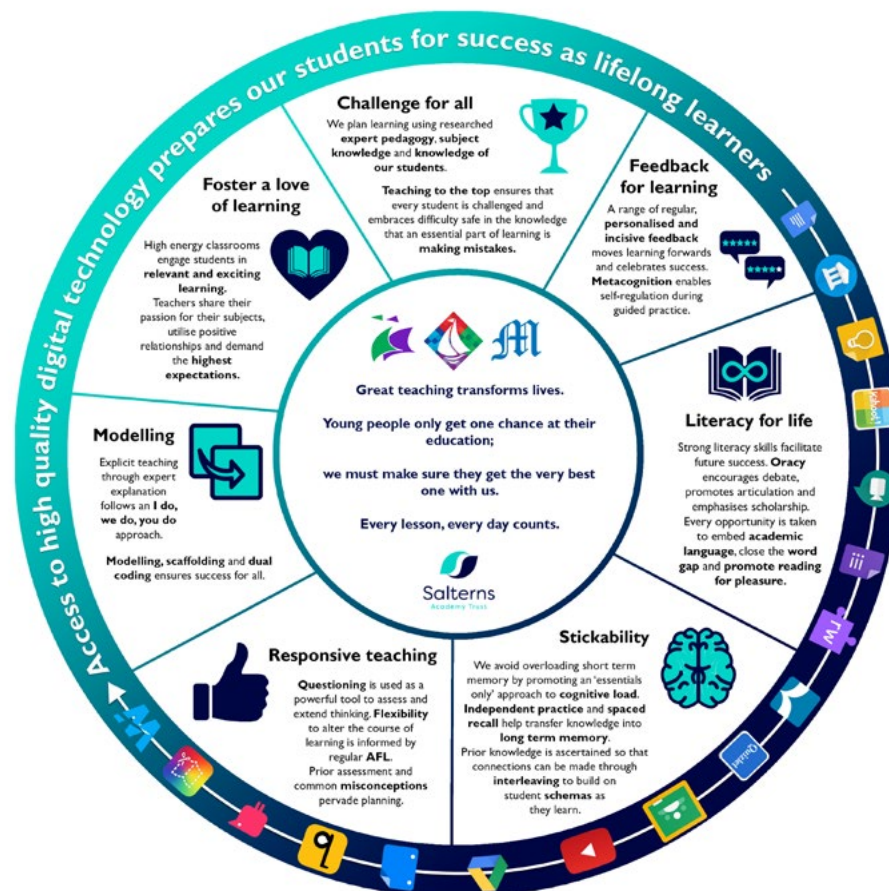 Access to high quality digital technology prepares our students for success as lifelong learners
Challenge for all
We plan learning using researched
expert pedagogy, subject
knowledge and knowledge of
our students.
Teaching to the top ensures that
every student is challenged and
embraces difficulty safe in the knowledge
that an essential part of learning is
making mistakes.
Feedback
for learning
A range of regular,
personalised and
incisive feedback
moves learning forwards
and celebrates success.
Metacognition enables
self-regulation during
guided practice.
Literacy for life
Strong literacy skills facilitate
future success. Oracy
encourages debate,
promotes articulation and
emphasises scholarship.
Every opportunity is taken
to embed academic
language, close the word
gap and promote reading
for pleasure.
Stickability
We avoid overloading short term
memory by promoting an 'essentials
only' approach to cognitive load.
Independent practice and spaced
recall help transfer knowledge into
long term memory.
Prior knowledge is ascertained so that
connections can be made through
interleaving to build on
student schemas as
they learn.
Responsive teaching
Questioning is used as a
powerful tool to assess and
extend thinking. Flexibility
to alter the course of
learning is informed by
regular AFL.
Prior assessment and
common misconceptions
pervade planning.
Modelling
Explicit teaching
through expert
explanation
follows an I do,
we do, you do
approach.
Modelling, scaffolding and dual
coding ensures success for all.
Foster a love
of learning
High energy classrooms
engage students in
relevant and exciting
learning.
Teachers share their
passion for their subjects,
utilise positive
relationships and demand
the highest
expectations.
M
Great teaching transforms lives.
Young people only get one chance at their
education;
we must make sure they get the very best
one with us.
Every lesson, every day counts.
Salterns
Academy Trust
rw
Quizlet
b